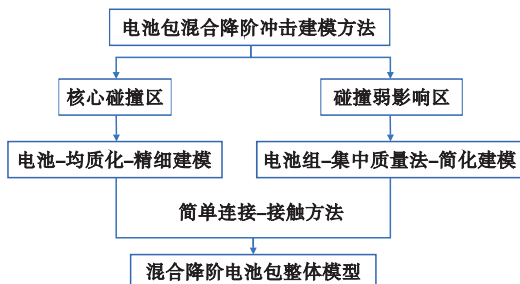 电池包混合降阶冲击建模方法
核心碰撞区
碰撞弱影响区
电池–均质化–精细建模
电池组–集中质量法–简化建模
简单连接–接触方法
混合降阶电池包整体模型